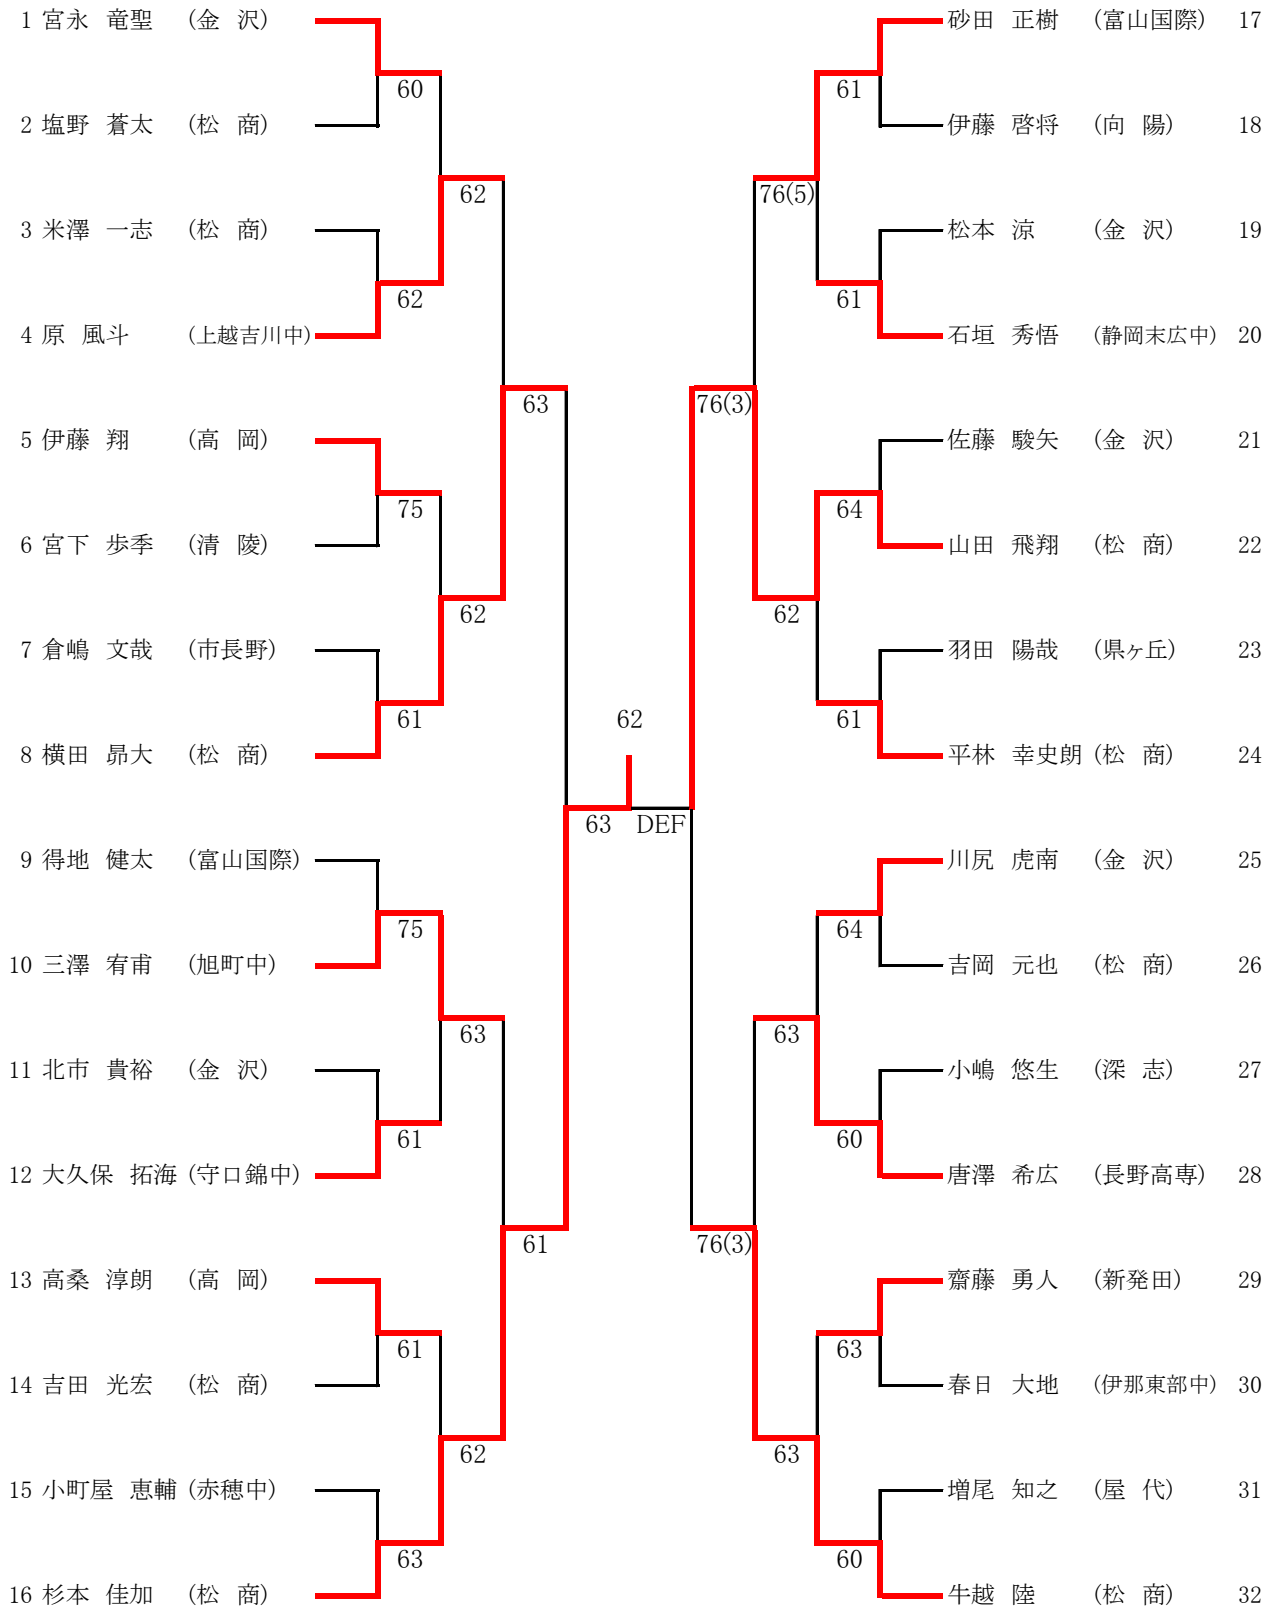 1 宮永 竜聖 (金 沢)
60
2 塩野 蒼太 (松 商)
62
3 米澤 一志 (松 商)
62
4 原 風斗 (上越吉川中)
63
5 伊藤 翔 (高 岡)
75
6 宮下 歩季 (清 陵)
62
7 倉嶋 文哉 (市長野)
61
8 横田 昴大 (松 商)
62
63 DEF
9 得地 健太 (富山国際)
75
10 三澤 宥甫 (旭町中)
63
11 北市 貴裕 (金 沢)
61
12 大久保 拓海 (守口錦中)
61
13 高桑 淳朗 (高 岡)
61
14 吉田 光宏 (松 商)
62
15 小町屋 恵輔 (赤穂中)
63
16 杉本 佳加 (松 商)
砂田 正樹 (富山国際) 17
61
伊藤 啓将 (向 陽) 18
76(5)
松本 涼 (金 沢) 19
61
石垣 秀悟 (静岡末広中) 20
76(3)
佐藤 駿矢 (金 沢) 21
64
山田 飛翔 (松 商) 22
62
羽田 陽哉 (県ヶ丘) 23
61
平林 幸史朗 (松 商) 24
川尻 虎南 (金 沢) 25
64
吉岡 元也 (松 商) 26
63
小嶋 悠生 (深 志) 27
60
唐澤 希広 (長野高専) 28
76(3)
齋藤 勇人 (新発田) 29
63
春日 大地 (伊那東部中) 30
63
増尾 知之 (屋 代) 31
60
牛越 陸 (松 商) 32